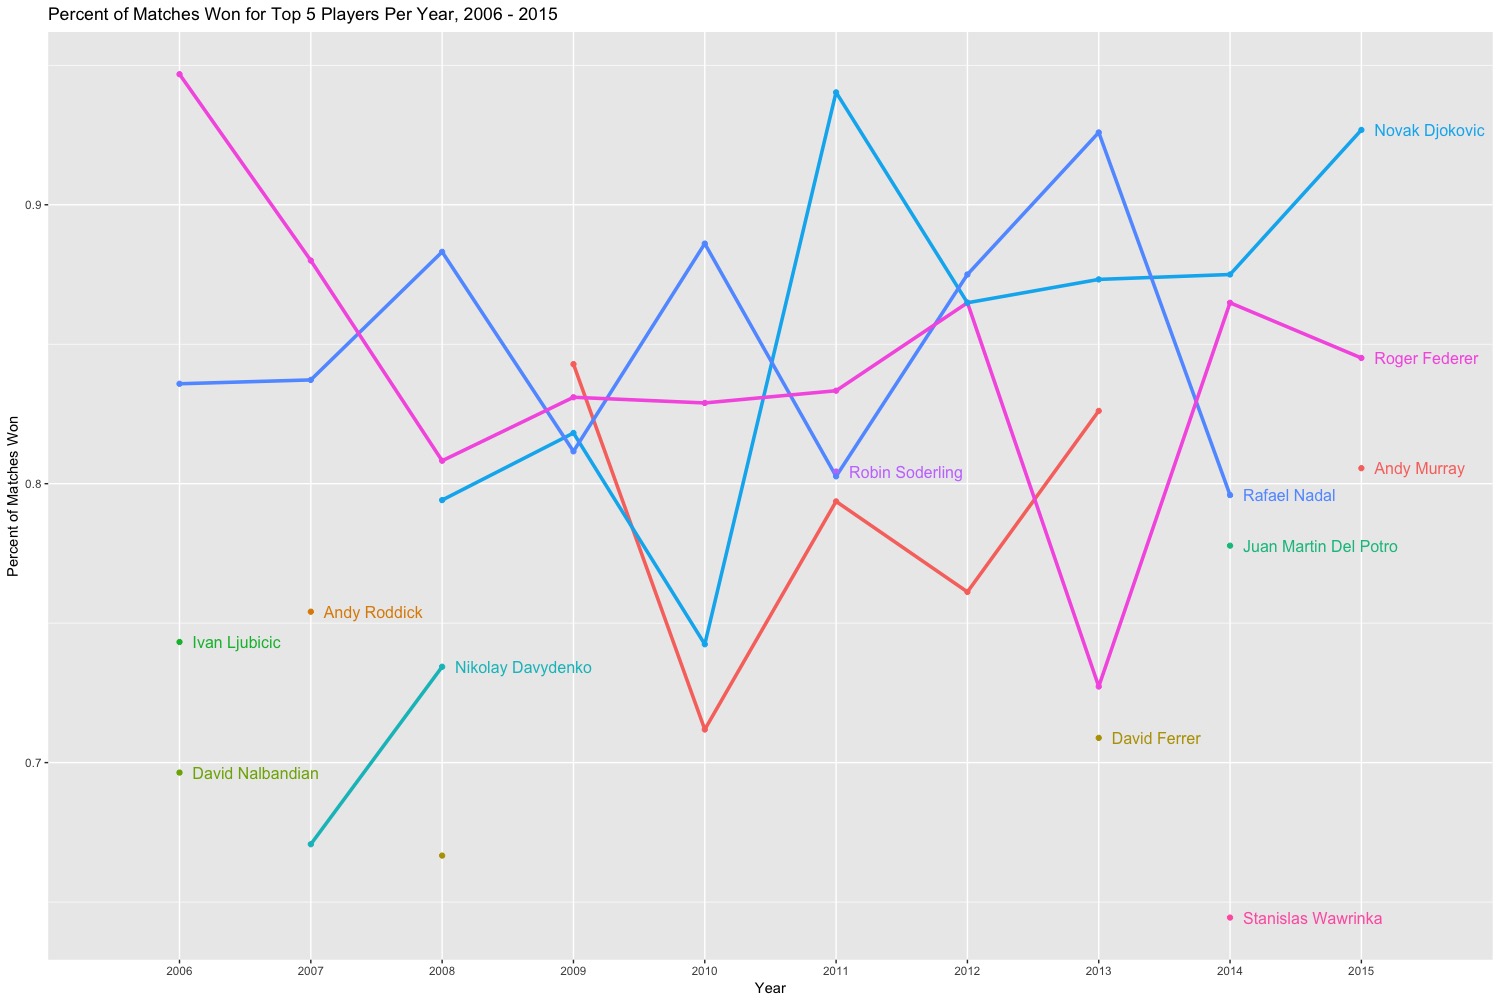 Percent of Matches Won for Top 5 Players Per Year, 2006 - 2015
Novak Djokovic
0.9
Roger Federer
Percent of Matches Won
Andy Murray
Robin Soderling
0.8
Rafael Nadal
Juan Martin Del Potro
Andy Roddick
Ivan Ljubicic
Nikolay Davydenko
David Ferrer
0.7
David Nalbandian
Stanislas Wawrinka
2006 2007 2008 2009 2010 2011 2012 2013 2014 2015
Year